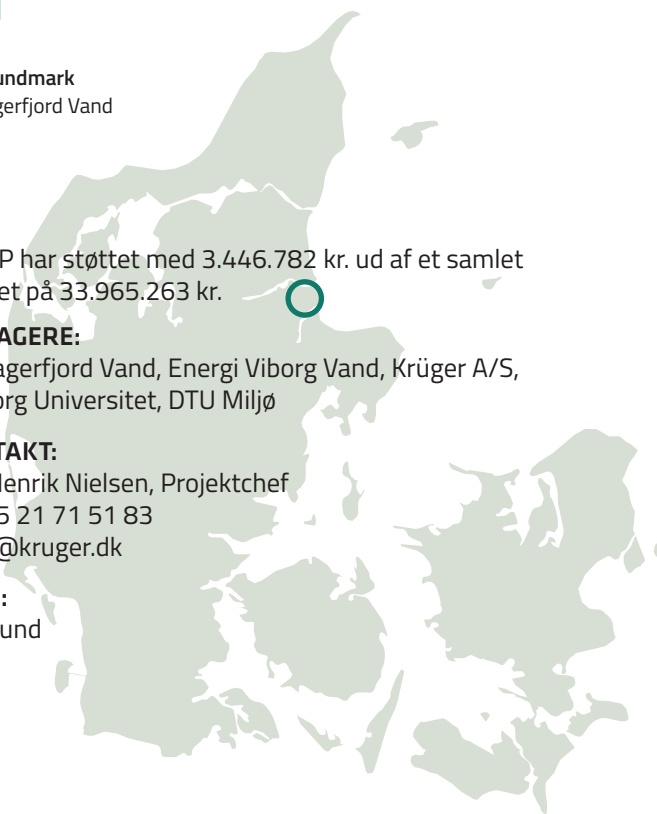 undmark
gerfjord Vand
P har støttet med 3.446.782 kr. ud af et samlet
et på 33.965.263 kr.
AGERE:
agerfjord Vand, Energi Viborg Vand, Krüger A/S,
org Universitet, DTU Miljø
TAKT:
Henrik Nielsen, Projektchef
5 21 71 51 83
@kruger.dk
:
und